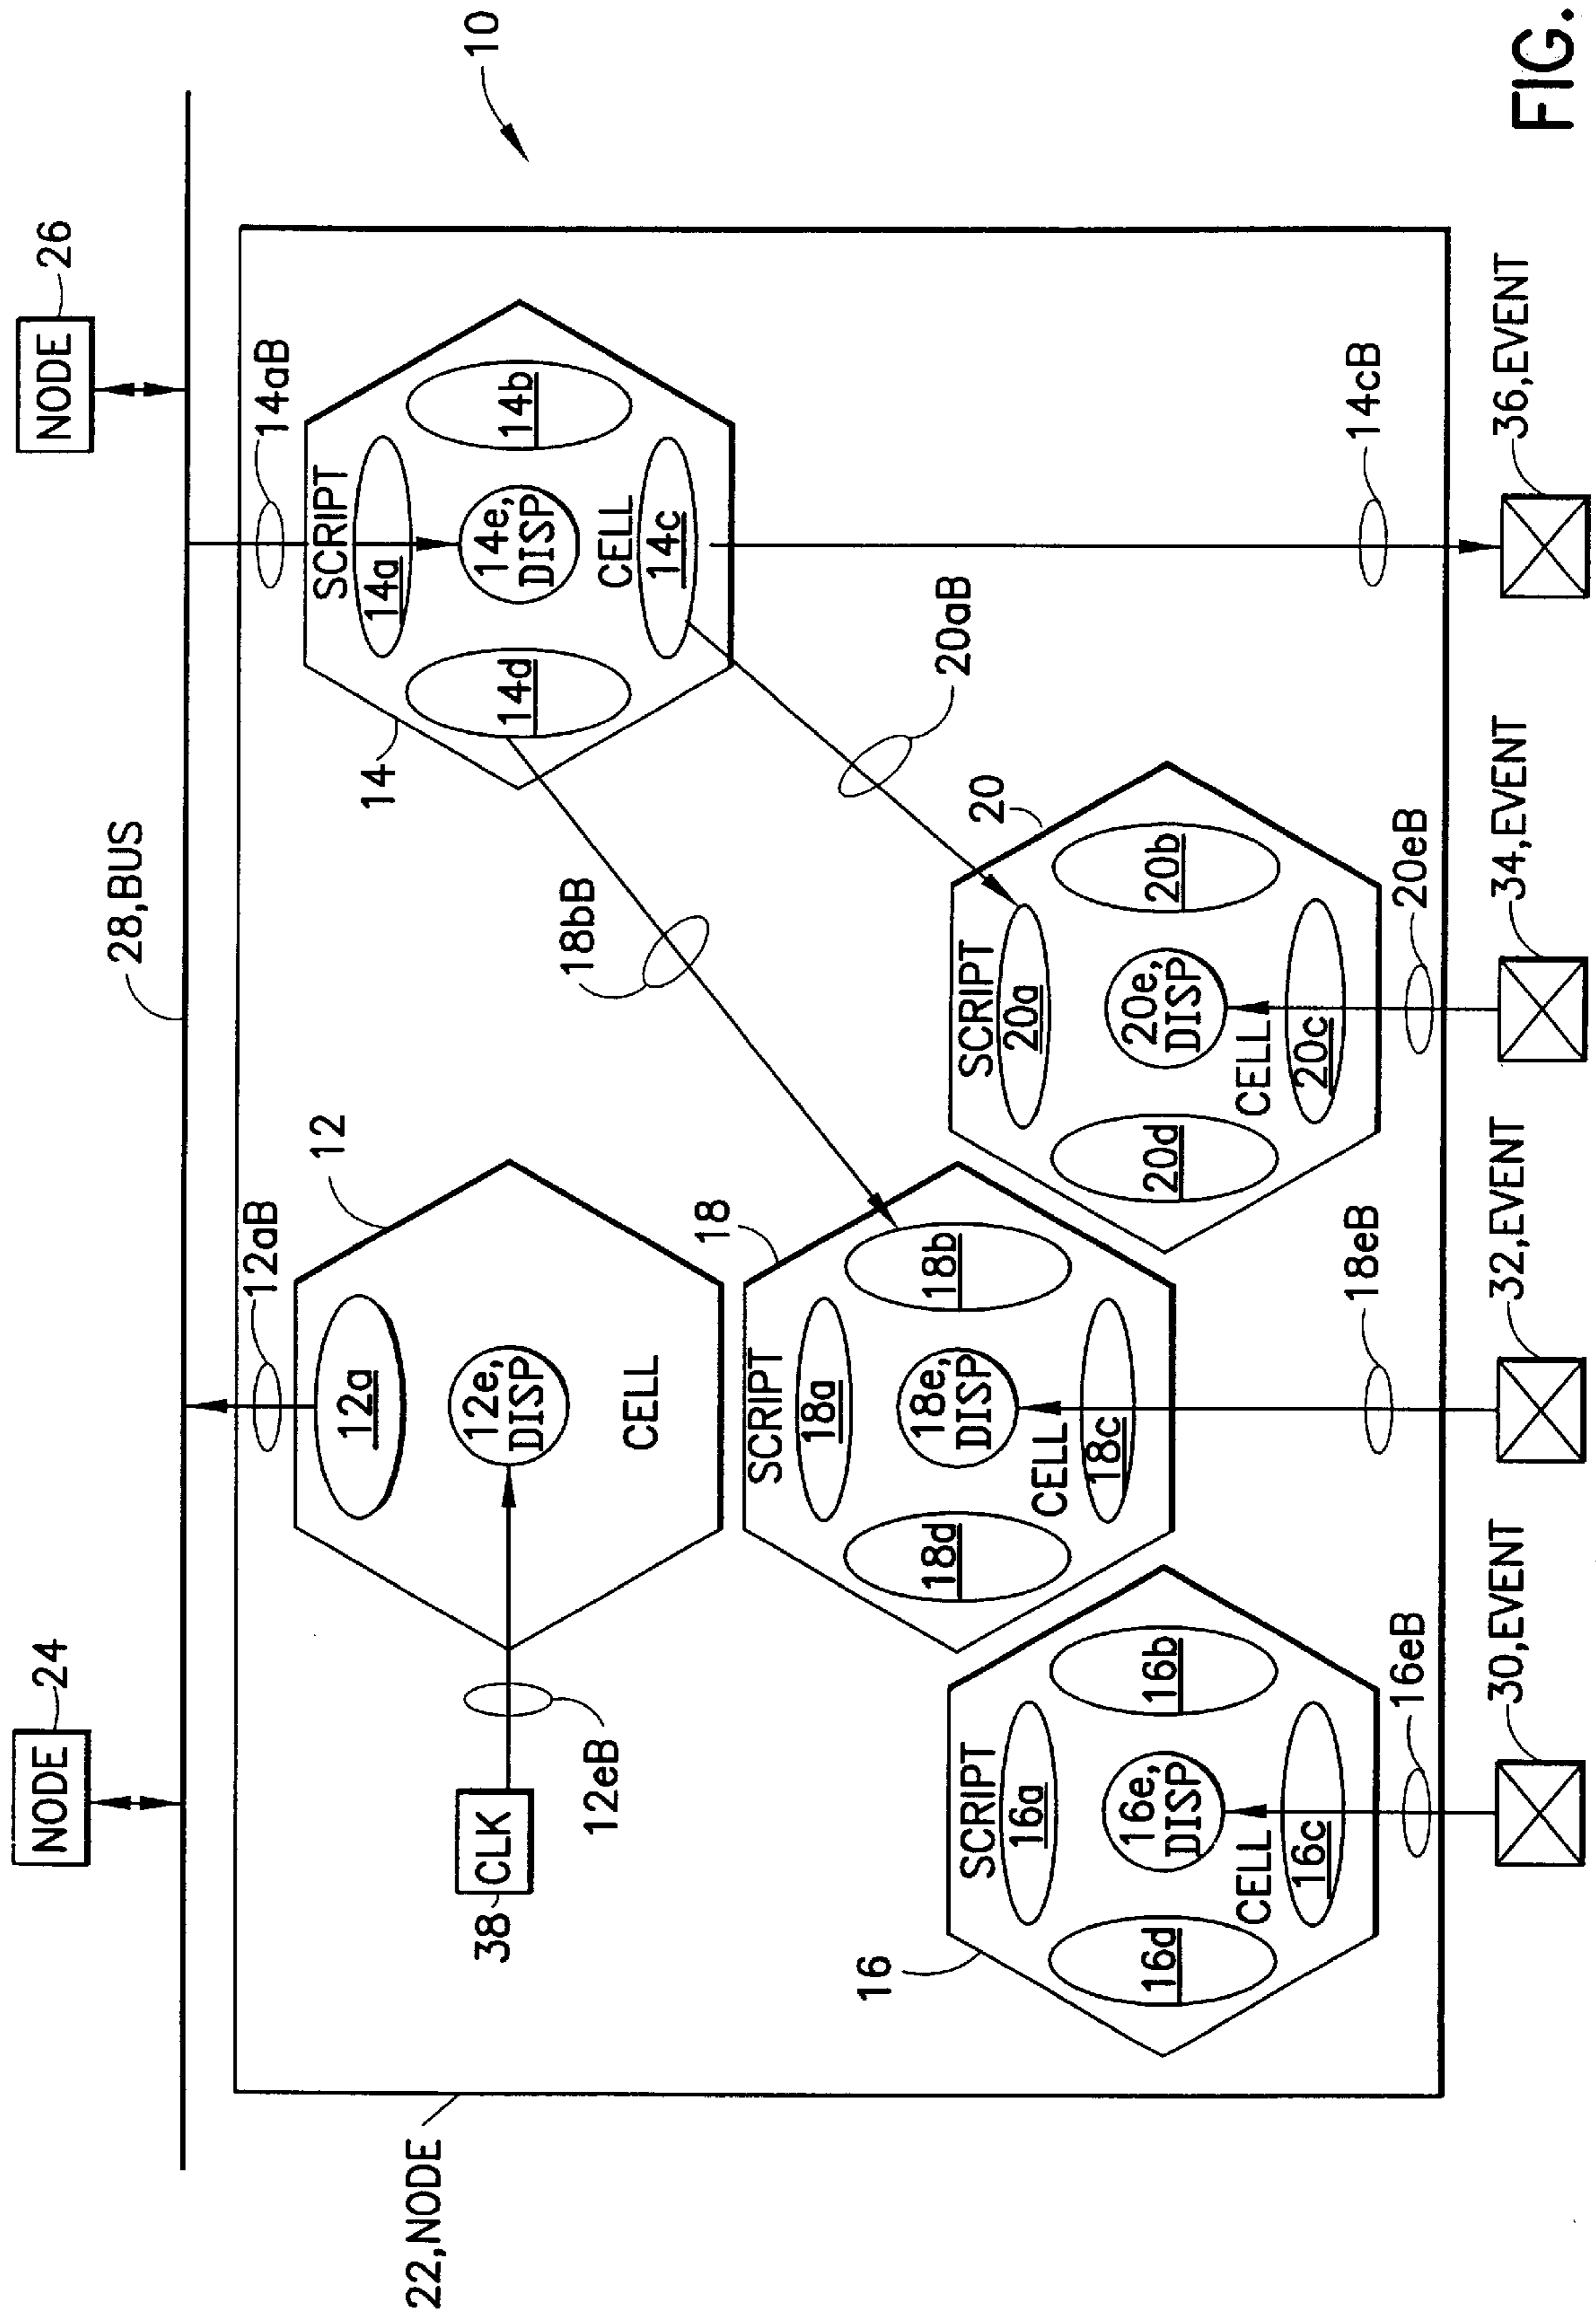 NODE
24
NODE
26
10
28,BUS
12aB
14aB
12
12a
12e,
DISP
CELL
38
CLK
12eB
14
SCRIPT
14a
14d
14e,
DISP
14b
CELL
14c
18bB
20aB
18
SCRIPT
18a
18d
18e,
DISP
18b
CELL
18c
16
SCRIPT
16a
16d
16e,
DISP
16b
CELL
16c
20
SCRIPT
20a
20d
20e,
DISP
20b
CELL
20c
22,NODE
16eB
18eB
20eB
14cB
30,EVENT
32,EVENT
34,EVENT
36,EVENT
FIG.